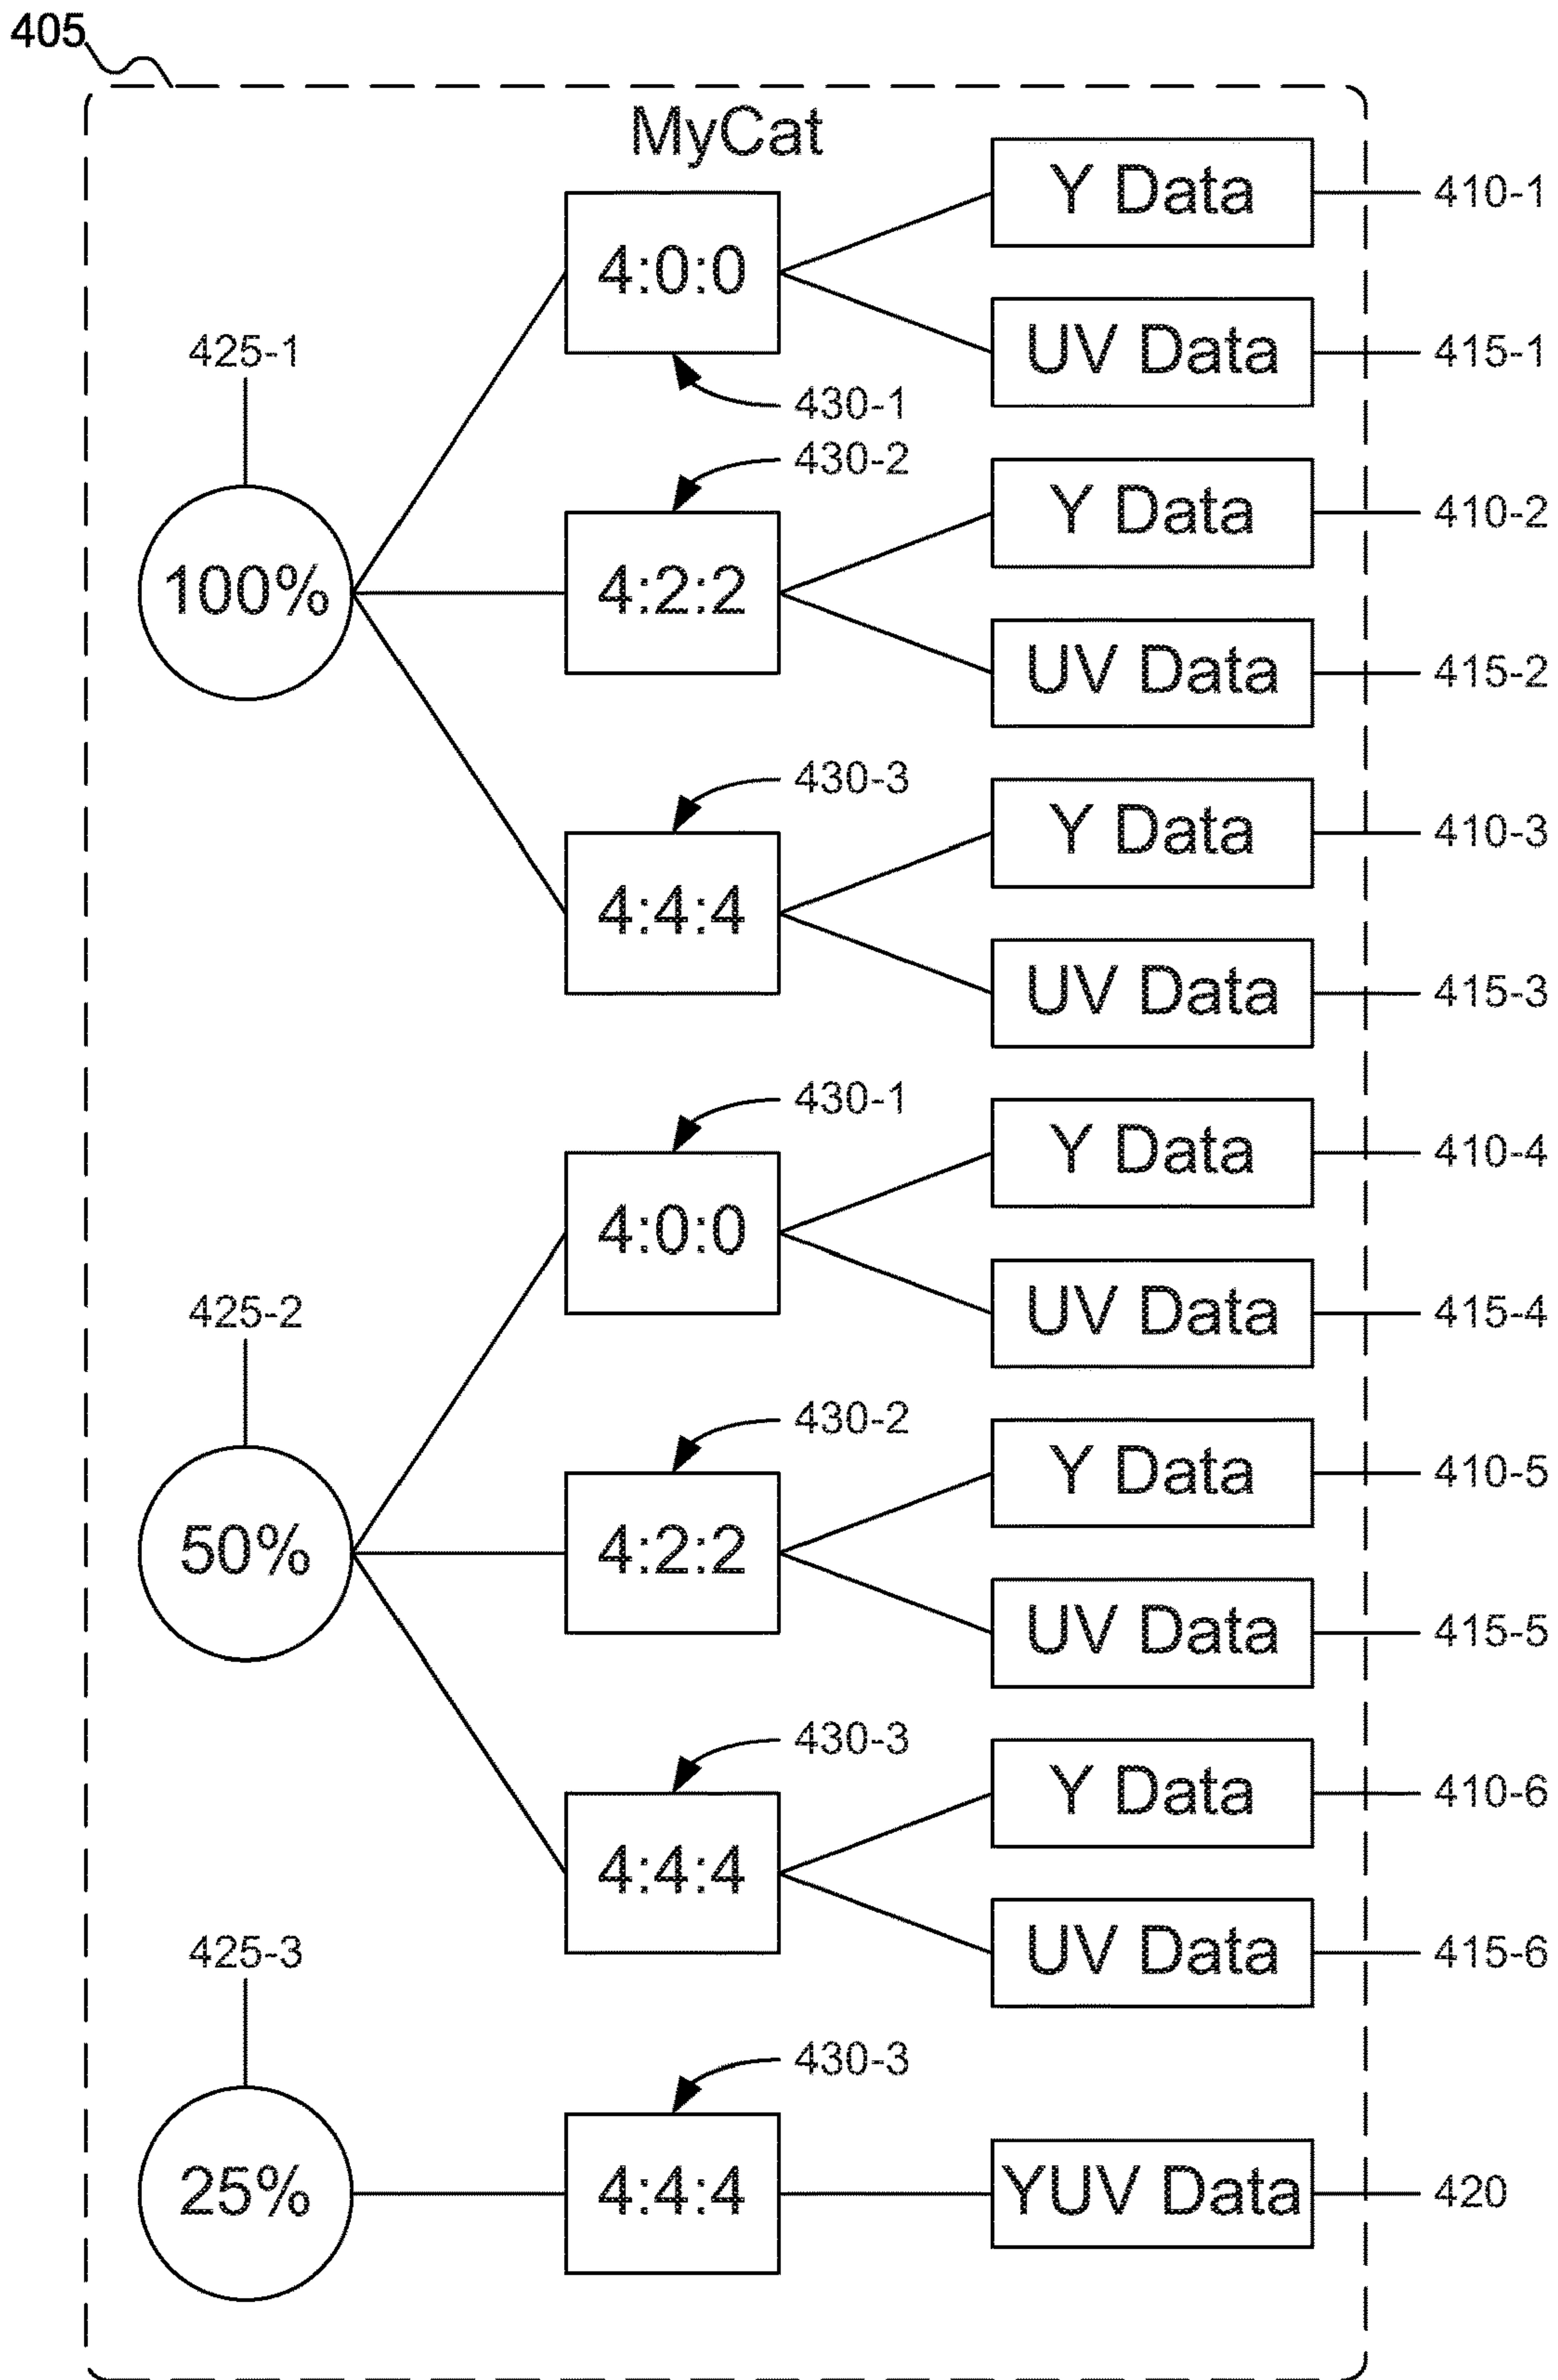 405
MyCat
Y Data 410-1
4:0:0
UV Data 415-1
425-1
430-1
430-2
Y Data 410-2
100%
4:2:2
UV Data 415-2
430-3
Y Data 410-3
4:4:4
UV Data 415-3
430-1
Y Data 410-4
4:0:0
UV Data 415-4
425-2
430-2
Y Data 410-5
50%
4:2:2
UV Data 415-5
430-3
Y Data 410-6
4:4:4
UV Data 415-6
425-3
430-3
25%
4:4:4
YUV Data 420